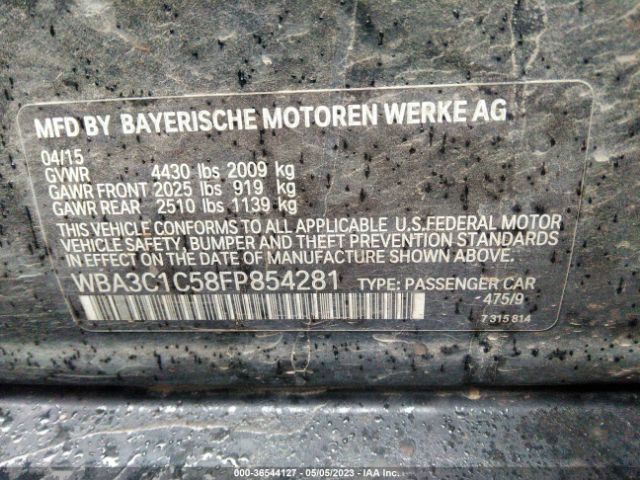 MFD BY BAYERISCHE MOTOREN WERKE AG
04/15
GVWR 4430 lbs 2009 kg
GAWR FRONT 2025 lbs 919 kg
GAWR REAR 2510 lbs 1139 kg
THIS VEHICLE CONFORMS TO ALL APPLICABLE U.S.FEDERAL MOTOR
VEHICLE SAFETY, BUMPER AND THEFT PREVENTION STANDARDS
IN EFFECT ON THE DATE OF MANUFACTURE SHOWN ABOVE.
WBA3C1C58FP854281 TYPE: PASSENGER CAR
475/9
7 315 814
000-36544127 - 05/05/2023 - IAA Inc.